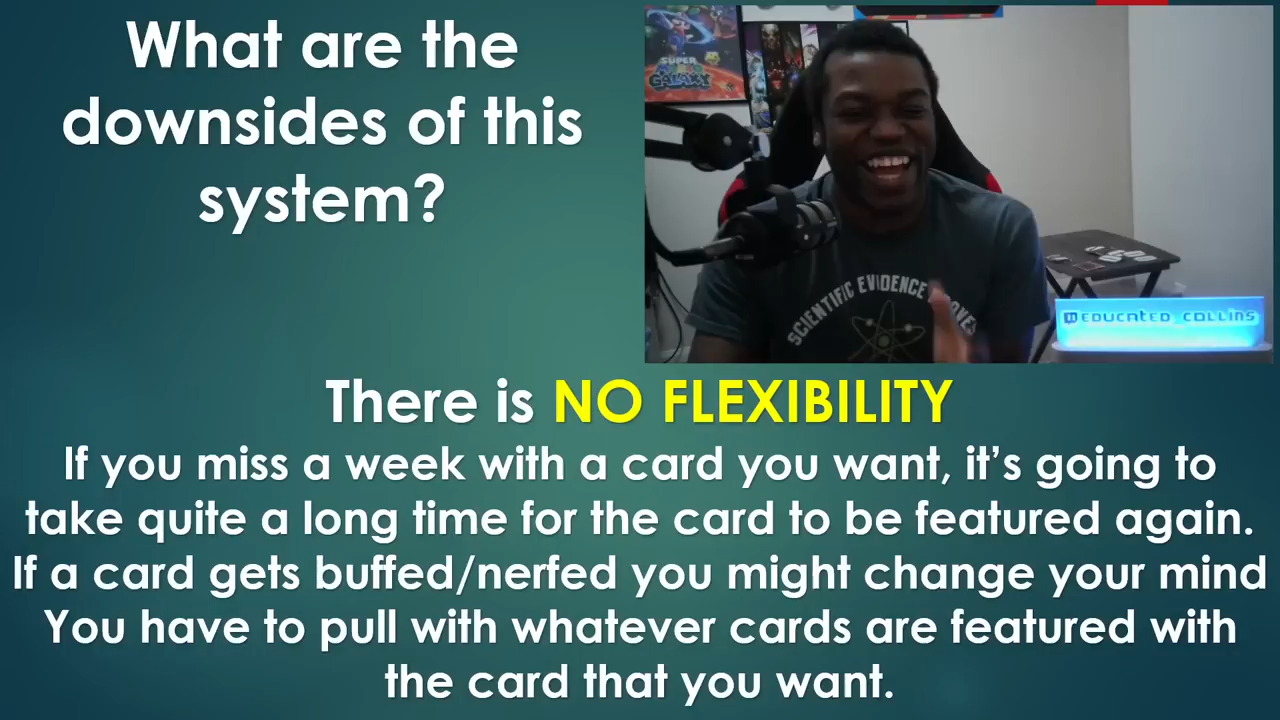 What are the
downsides of this
system?
SUPER
MARIO
GALAXY
SCIENTIFIC EVIDENCE
EDUCATED_COLLINS
There is NO FLEXIBILITY
If you miss a week with a card you want, it’s going to
take quite a long time for the card to be featured again.
If a card gets buffed/nerfed you might change your mind
You have to pull with whatever cards are featured with
the card that you want.